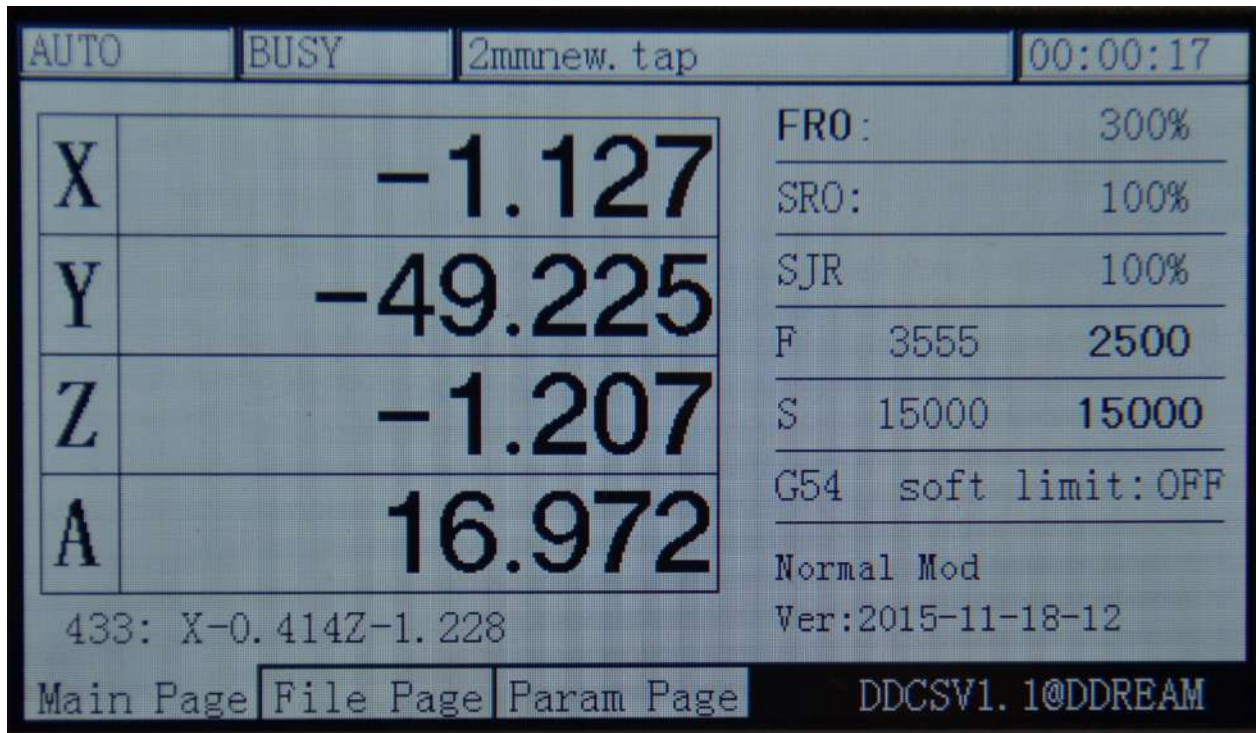 AUTO BUSY 2mmnew.tap 00:00:17
X -1.127
Y -49.225
Z -1.207
A 16.972
433: X-0.414Z-1.228
FRO: 300%
SRO: 100%
SJR 100%
F 3555 2500
S 15000 15000
G54 soft limit:OFF
Normal Mod
Ver:2015-11-18-12
Main Page File Page Param Page DDCSV1.1@DDREAM